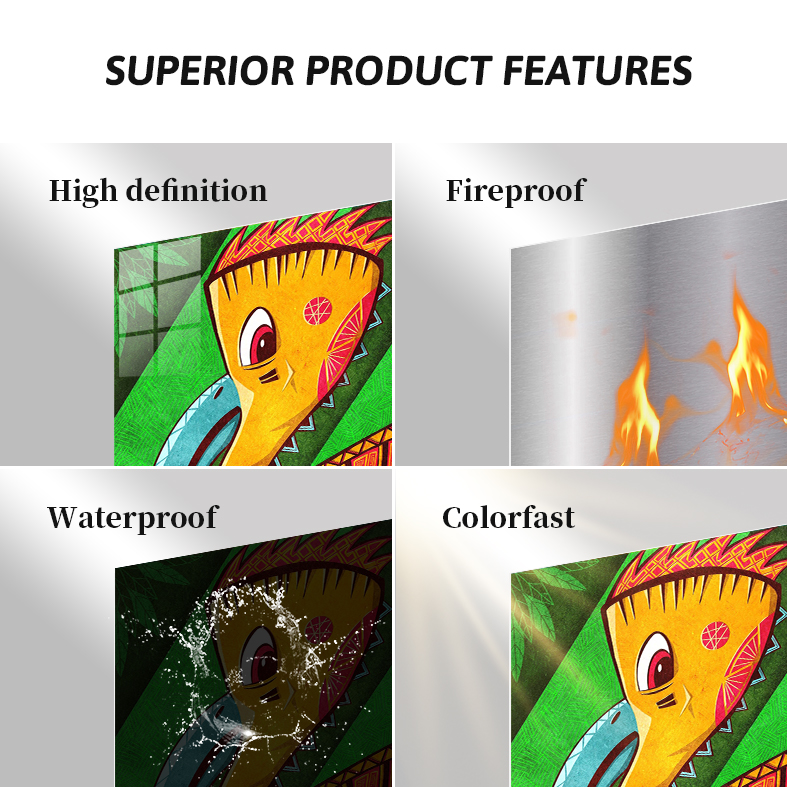 SUPERIOR PRODUCT FEATURES
High definition
Fireproof
Waterproof
Colorfast